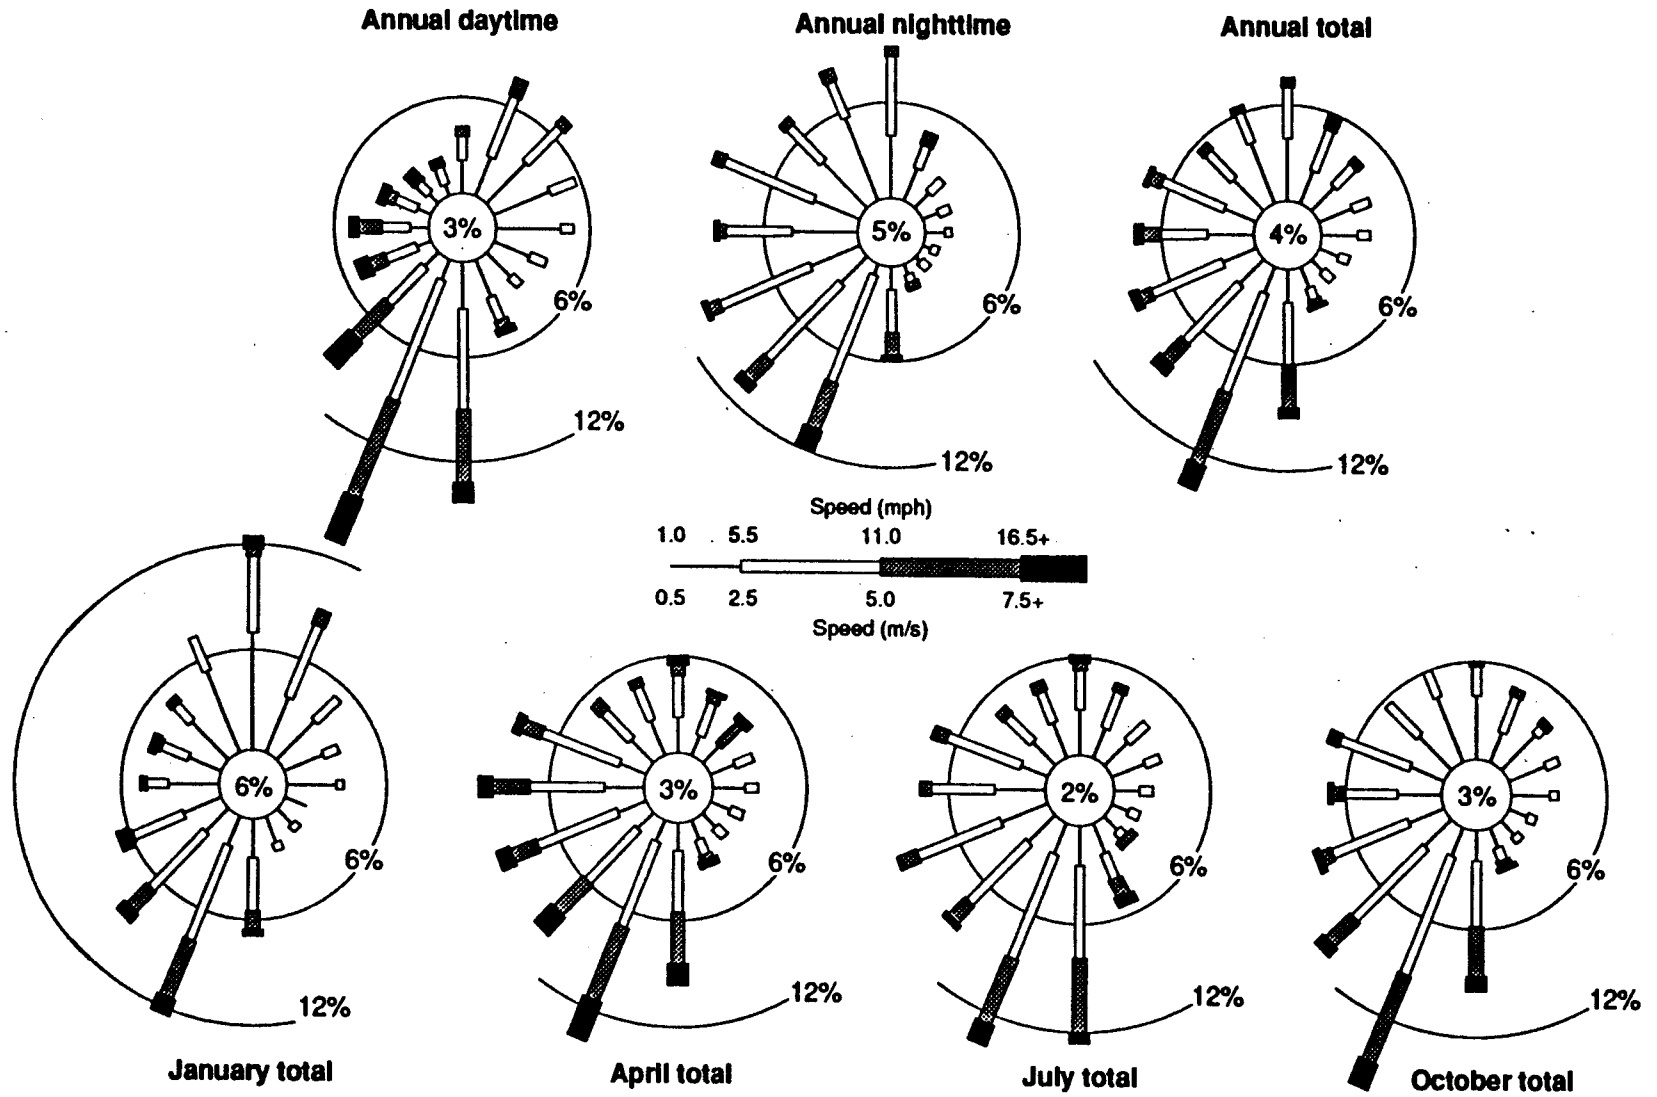 Annual daytime
Annual nighttime
Annual total
3%
5%
4%
6%
6%
6%
12%
12%
12%
Speed (mph)
1.0 5.5 11.0 16.5+
0.5 2.5 5.0 7.5+
Speed (m/s)
6%
3%
2%
3%
6%
6%
6%
6%
12%
12%
12%
12%
January total
April total
July total
October total